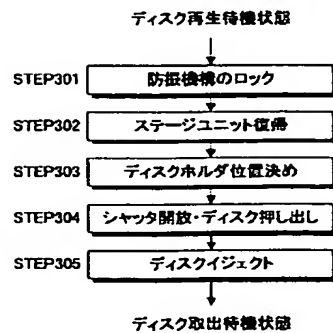 ディスク再生待機状態
STEP301 防振機構のロック
STEP302 ステージユニット復帰
STEP303 ディスクホルダ位置決め
STEP304 シャッタ開放・ディスク押し出し
STEP305 ディスクイジェクト
ディスク取出待機状態